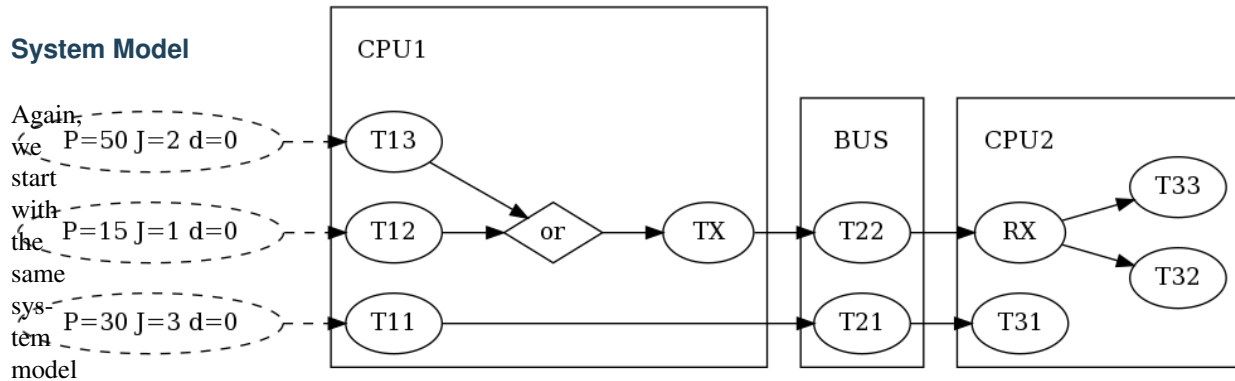 System Model
Again,
we
start
with
the
same
sys-
tem
model
P=50 J=2 d=0
P=15 J=1 d=0
P=30 J=3 d=0
CPU1
T13
T12
or
TX
T11
BUS
T22
T21
CPU2
T33
RX
T32
T31